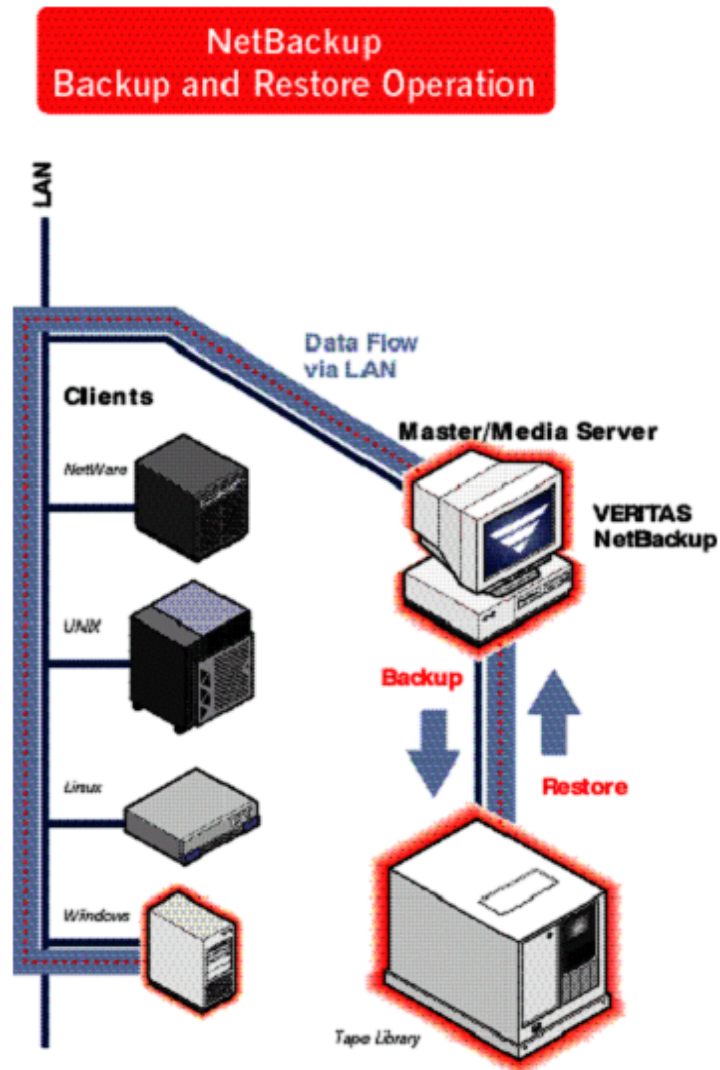 NetBackup
Backup and Restore Operation
LAN
Data Flow
via LAN
Clients
Master/Media Server
NetWare
VERITAS
NetBackup
UNIX
Backup
Restore
Linux
Windows
Tape Library